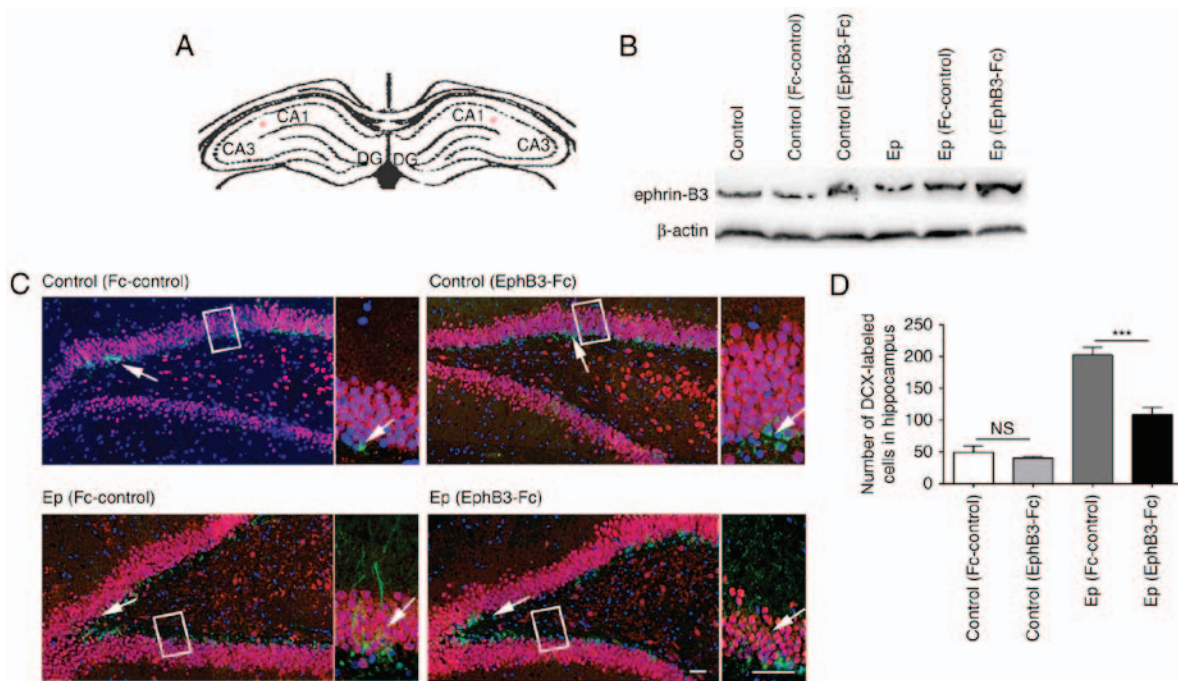 A
CA1
CA1
CA3
CA3
DG
DG
B
Control
Control (Fc-control)
Control (EphB3-Fc)
Ep
Ep (Fc-control)
Ep (EphB3-Fc)
ephrin-B3
β-actin
C
Control (Fc-control)
Control (EphB3-Fc)
Ep (Fc-control)
Ep (EphB3-Fc)
D
Number of DCX-labeled
cells in hippocampus
250
200
150
100
50
0
NS
***
Control (Fc-control)
Control (EphB3-Fc)
Ep (Fc-control)
Ep (EphB3-Fc)